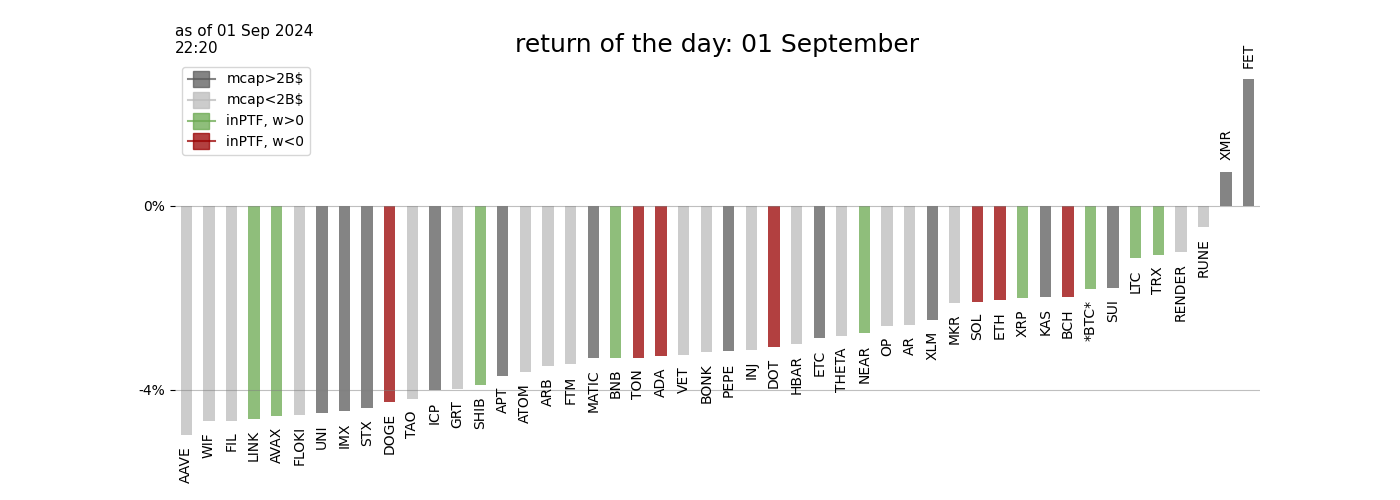 as of 01 Sep 2024
22:20
return of the day: 01 September
mcap>2B$
mcap<2B$
inPTF, w>0
inPTF, w<0
0%
-4%
AAVE
WIF
FIL
LINK
AVAX
FLOKI
UNI
IMX
STX
DOGE
TAO
ICP
GRT
SHIB
APT
ATOM
ARB
FTM
MATIC
BNB
TON
ADA
VET
BONK
PEPE
INJ
DOT
HBAR
ETC
THETA
NEAR
OP
AR
XLM
MKR
SOL
ETH
XRP
KAS
BCH
*BTC*
SUI
LTC
TRX
RENDER
RUNE
XMR
FET